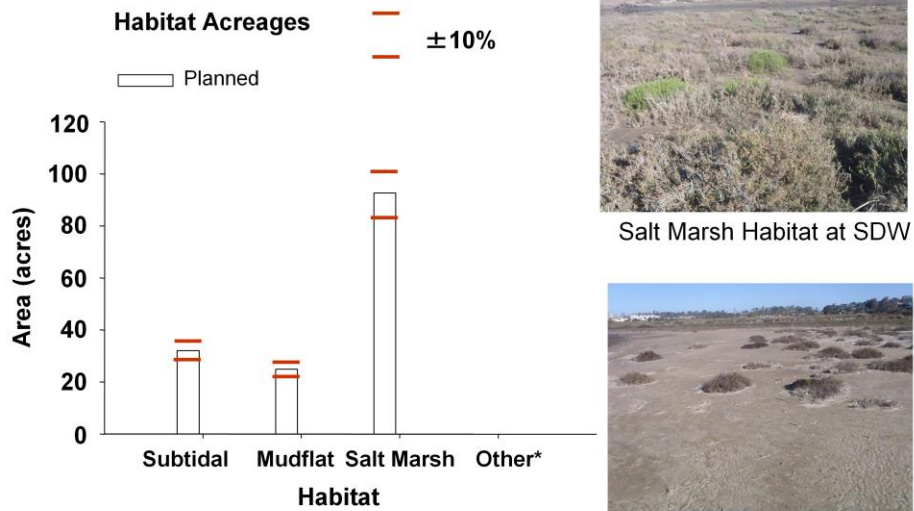 Habitat Acreages
±10%
Planned
Area (acres)
120
100
80
60
40
20
0
Subtidal Mudflat Salt Marsh Other*
Habitat
Salt Marsh Habitat at SDW